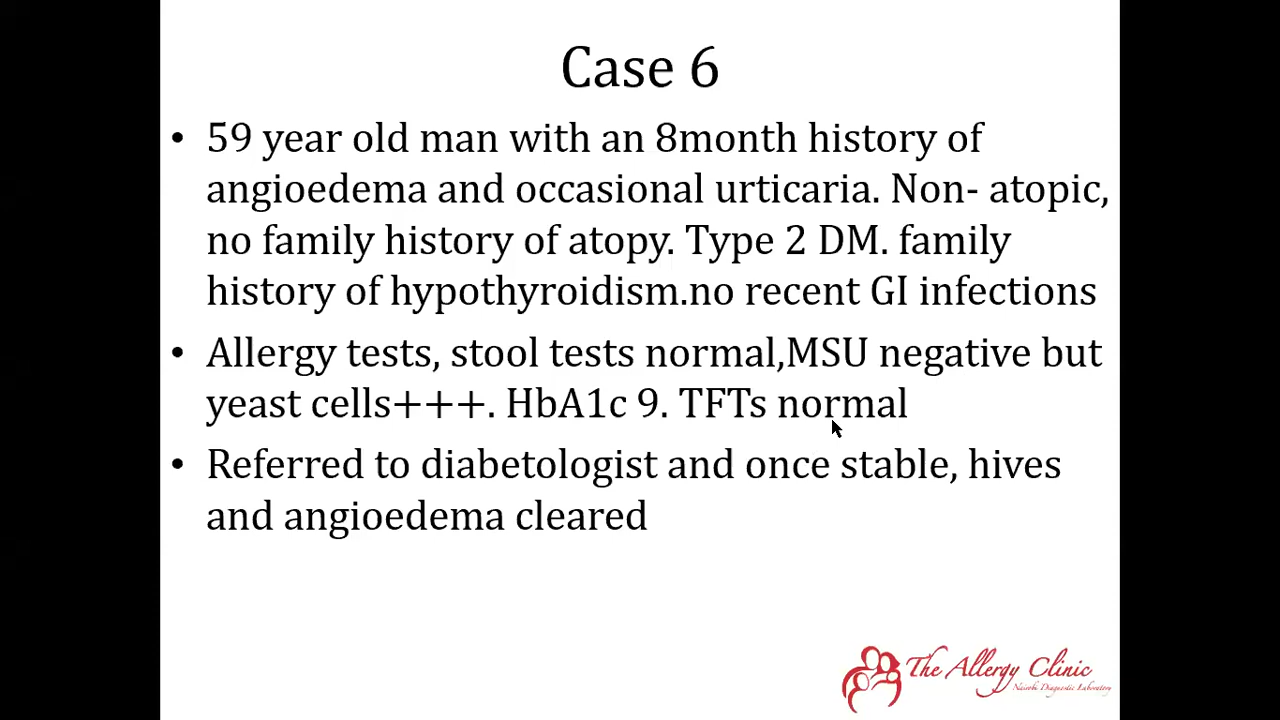 Case 6
• 59 year old man with an 8month history of
angioedema and occasional urticaria. Non- atopic,
no family history of atopy. Type 2 DM. family
history of hypothyroidism.no recent GI infections
• Allergy tests, stool tests normal,MSU negative but
yeast cells+++. HbA1c 9. TFTs normal
• Referred to diabetologist and once stable, hives
and angioedema cleared
The Allergy Clinic
Nairobi Diagnostic Laboratory